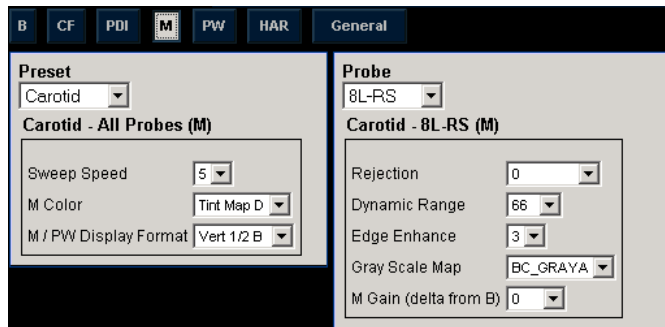 B CF PDI M PW HAR General
Preset
Carotid
Carotid - All Probes (M)
Sweep Speed 5
M Color Tint Map D
M / PW Display Format Vert 1/2 B
Probe
8L-RS
Carotid - 8L-RS (M)
Rejection 0
Dynamic Range 66
Edge Enhance 3
Gray Scale Map BC_GRAYA
M Gain (delta from B) 0